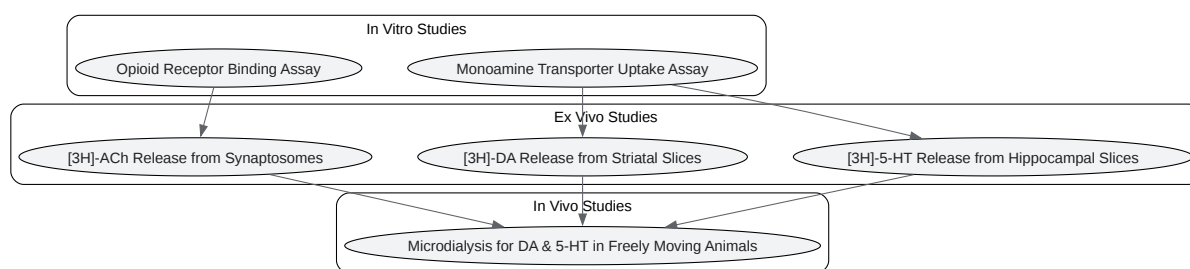 In Vitro Studies
Opioid Receptor Binding Assay
Monoamine Transporter Uptake Assay
Ex Vivo Studies
[3H]-ACh Release from Synaptosomes
[3H]-DA Release from Striatal Slices
[3H]-5-HT Release from Hippocampal Slices
In Vivo Studies
Microdialysis for DA & 5-HT in Freely Moving Animals